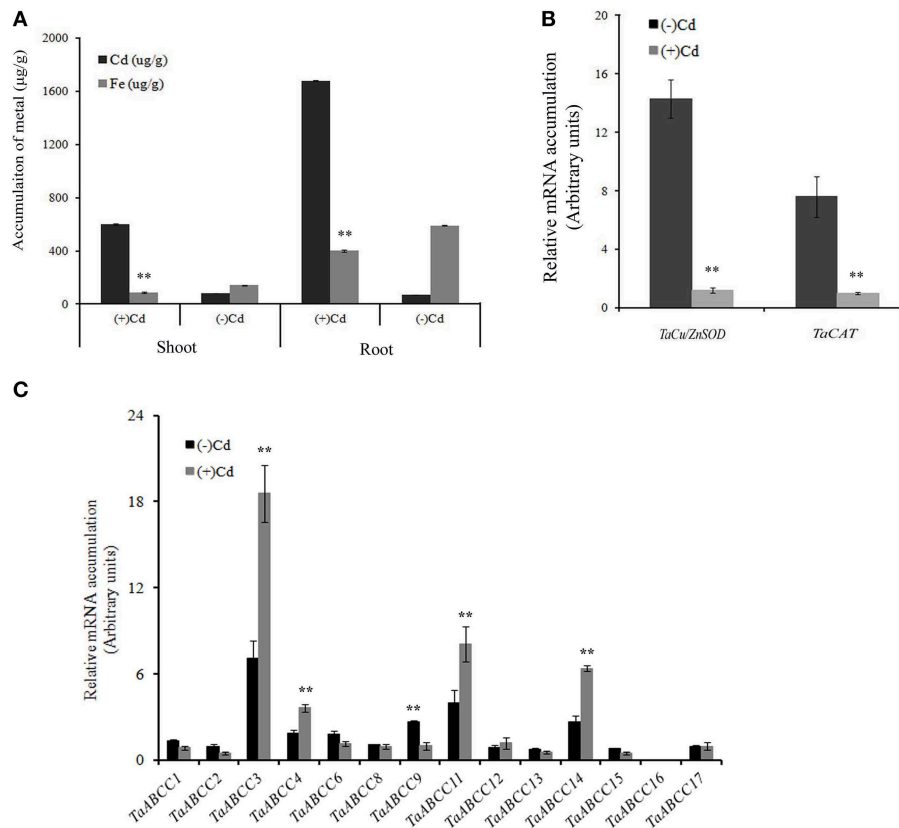 A
Accumulaiton of metal (µg/g)
2000
1600
1200
800
400
0
Cd (ug/g)
Fe (ug/g)
**
**
(+)Cd
(-)Cd
(+)Cd
(-)Cd
Shoot
Root
B
Relative mRNA accumulation
(Arbitrary units)
20
16
12
8
4
0
(-)Cd
(+)Cd
**
**
TaCu/ZnSOD
TaCAT
C
Relative mRNA accumulation
(Arbitrary units)
24
18
12
6
0
(-)Cd
(+)Cd
**
**
**
**
**
TaABCC1
TaABCC2
TaABCC3
TaABCC4
TaABCC6
TaABCC8
TaABCC9
TaABCC11
TaABCC12
TaABCC13
TaABCC14
TaABCC15
TaABCC16
TaABCC17